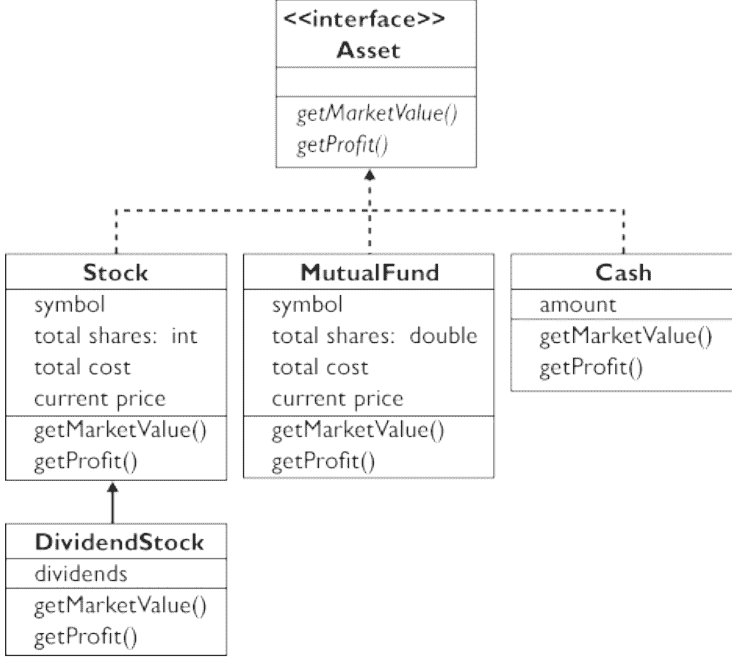 <<interface>>
Asset
getMarketValue()
getProfit()
Stock
symbol
total shares: int
total cost
current price
getMarketValue()
getProfit()
MutualFund
symbol
total shares: double
total cost
current price
getMarketValue()
getProfit()
Cash
amount
getMarketValue()
getProfit()
DividendStock
dividends
getMarketValue()
getProfit()